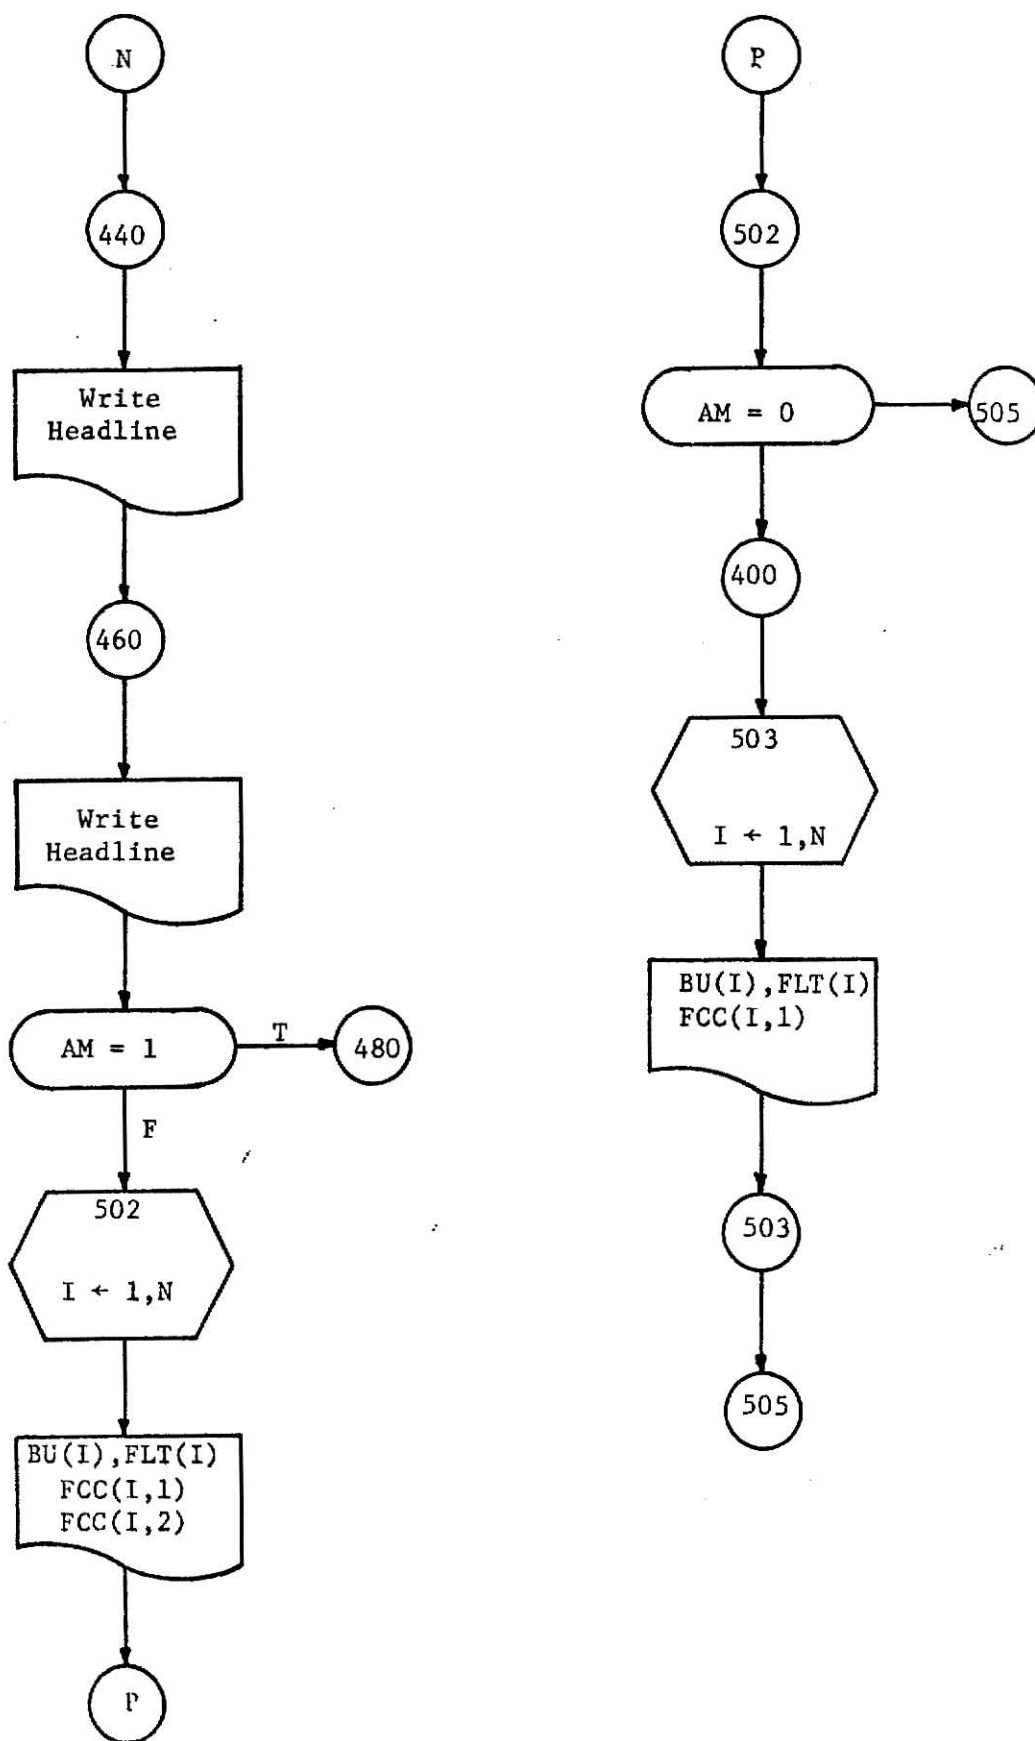 N
440
Write
Headline
460
Write
Headline
AM = 1
T
480
F
502
I ← 1,N
BU(I),FLT(I)
FCC(I,1)
FCC(I,2)
P
P
502
AM = 0
505
400
503
I ← 1,N
BU(I),FLT(I)
FCC(I,1)
503
505